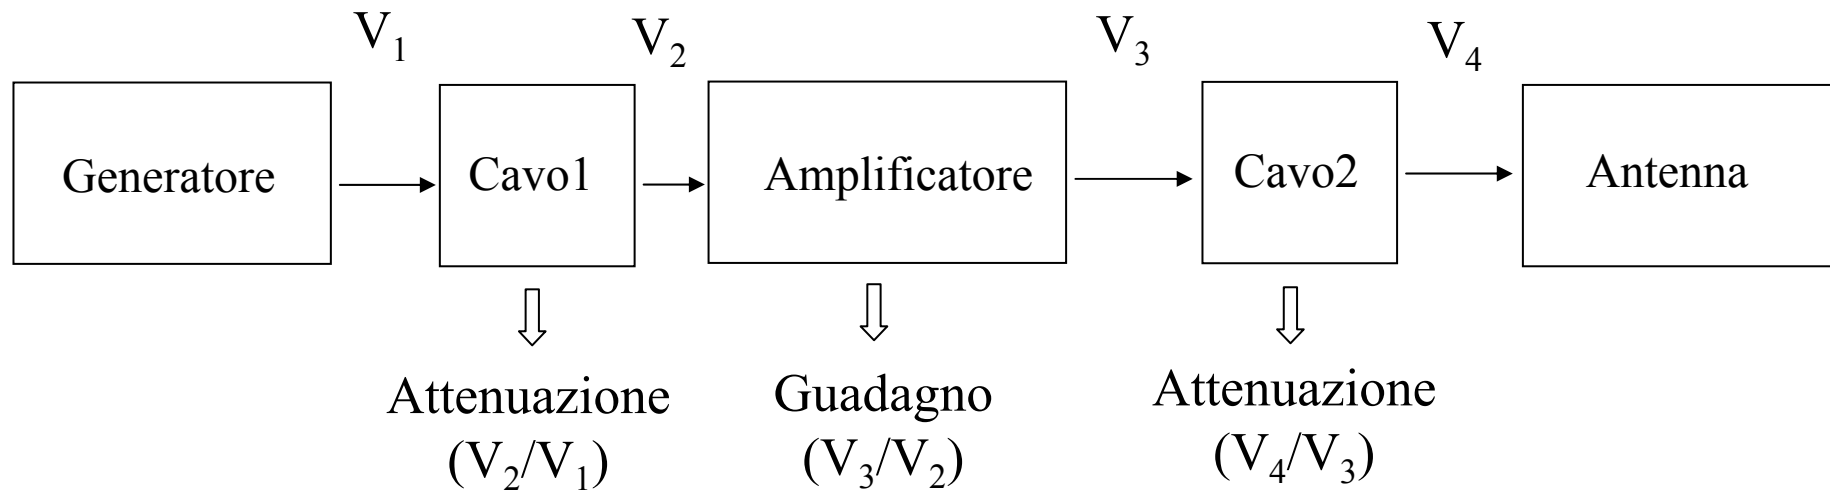 V1 V2 V3 V4
Generatore Cavo1 Amplificatore Cavo2 Antenna
Attenuazione Guadagno Attenuazione
(V2/V1) (V3/V2) (V4/V3)